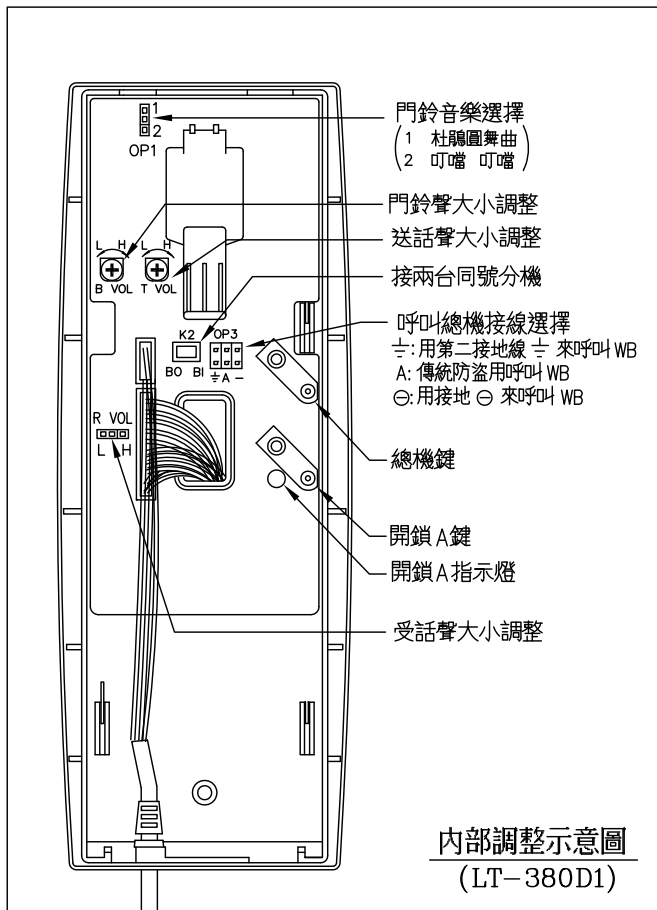 1
2
OP1
門鈴音樂選擇
1 杜鵑圓舞曲
2 叮噹 叮噹
門鈴聲大小調整
L H L H
送話聲大小調整
B VOL T VOL
接兩台同號分機
K2 OP3
呼叫總機接線選擇
⏚: 用第二接地線 ⏚ 來呼叫 WB
BO BI ⏚ A −
A: 傳統防盜用呼叫 WB
⊖: 用接地 ⊖ 來呼叫 WB
R VOL
L H
總機鍵
開鎖 A 鍵
開鎖 A 指示燈
受話聲大小調整
內部調整示意圖
(LT-380D1)